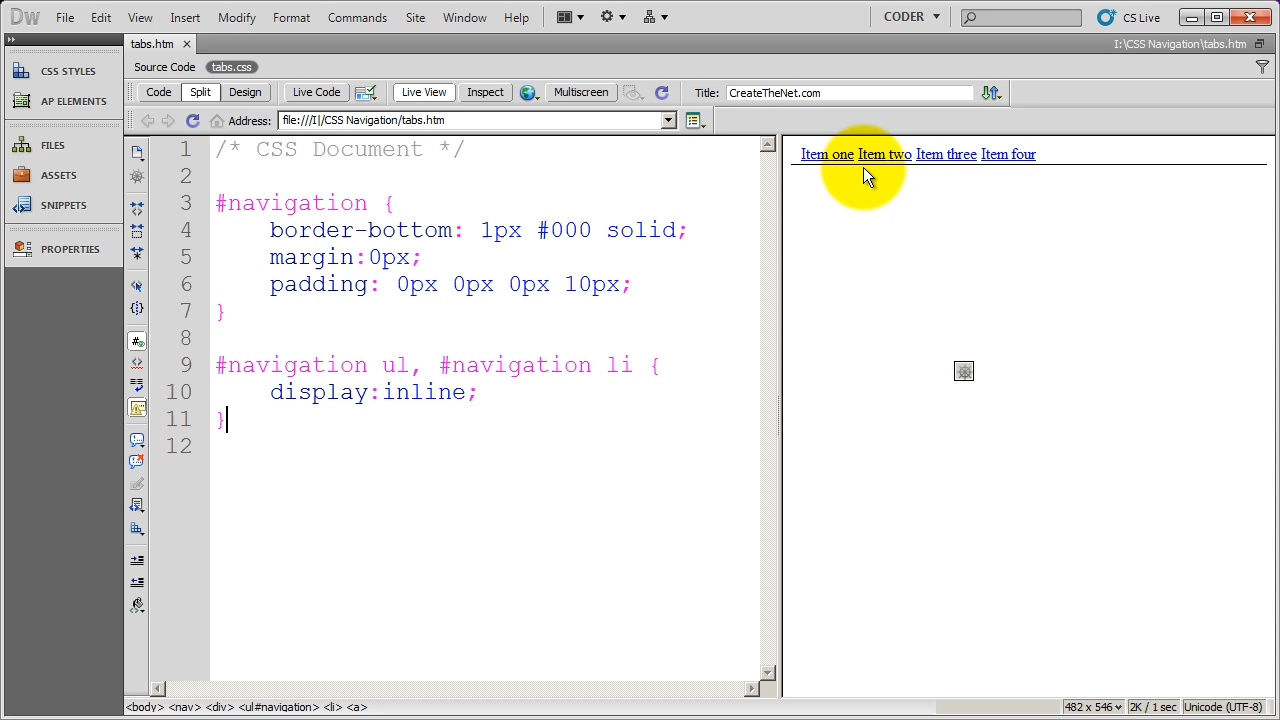 Dw File Edit View Insert Modify Format Commands Site Window Help CODER CS Live
tabs.htm × I:\CSS Navigation\tabs.htm
Source Code tabs.css
Code Split Design Live Code Live View Inspect Multiscreen Title: CreateTheNet.com
Address: file:///I|/CSS Navigation/tabs.htm
CSS STYLES
AP ELEMENTS
FILES
ASSETS
SNIPPETS
PROPERTIES
1 /* CSS Document */
2
3 #navigation {
4 border-bottom: 1px #000 solid;
5 margin:0px;
6 padding: 0px 0px 0px 10px;
7 }
8
9 #navigation ul, #navigation li {
10 display:inline;
11 }
12
Item one Item two Item three Item four
<body> <nav> <div> <ul#navigation> <li> <a> 482 x 546 2K / 1 sec Unicode (UTF-8)